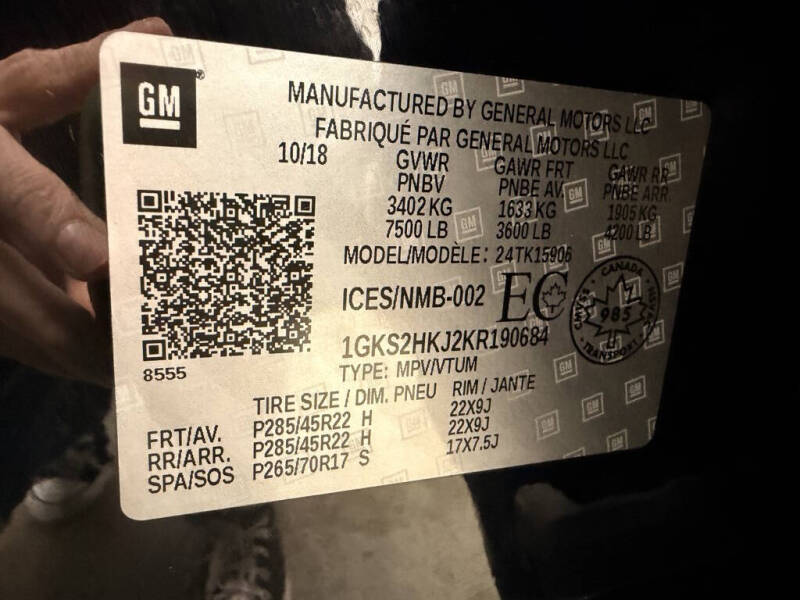 GM
MANUFACTURED BY GENERAL MOTORS LLC
FABRIQUÉ PAR GENERAL MOTORS LLC
10/18 GVWR GAWR FRT GAWR RR
PNBV PNBE AV. PNBE ARR.
3402 KG 1633 KG 1905 KG
7500 LB 3600 LB 4200 LB
MODEL/MODÈLE: 24TK15906
ICES/NMB-002 EC
CANADA
985
TRANSPORT
1GKS2HKJ2KR190684
TYPE: MPV/VTUM
8555
TIRE SIZE / DIM. PNEU RIM / JANTE
FRT/AV. P285/45R22 H 22X9J
RR/ARR. P285/45R22 H 22X9J
SPA/SOS P265/70R17 S 17X7.5J